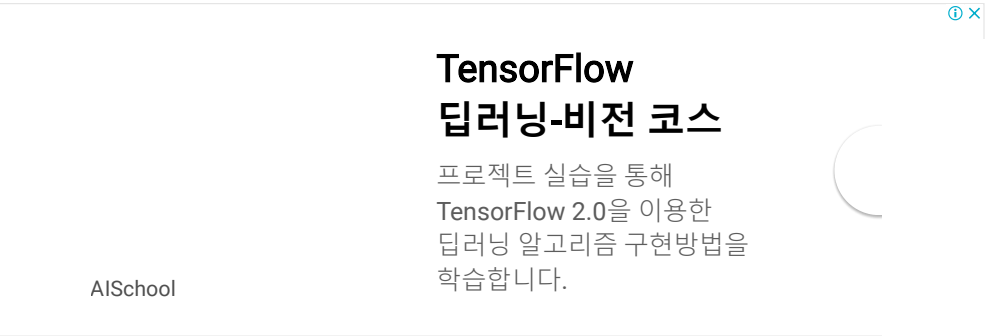 TensorFlow
딥러닝-비전 코스
프로젝트 실습을 통해
TensorFlow 2.0을 이용한
딥러닝 알고리즘 구현방법을
학습합니다.
AISchool